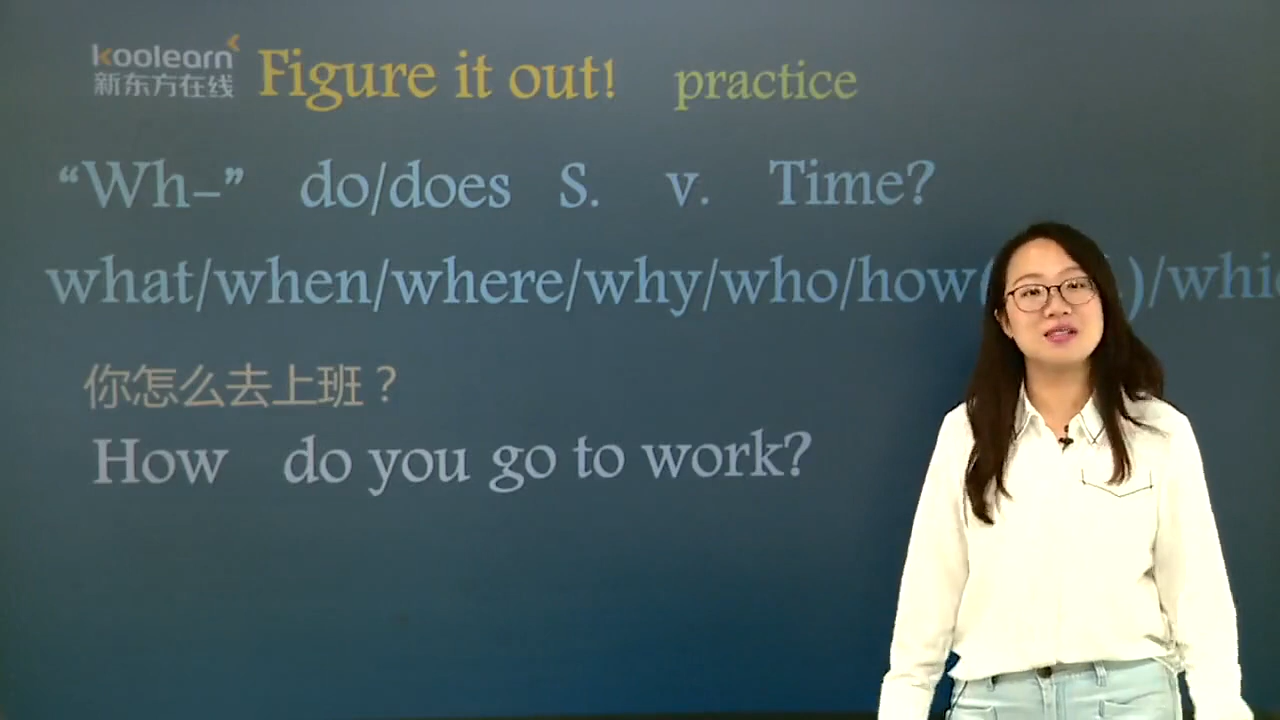 koolearn
新东方在线
Figure it out! practice
“Wh-” do/does S. v. Time?
what/when/where/why/who/how(
你怎么去上班？
How do you go to work?